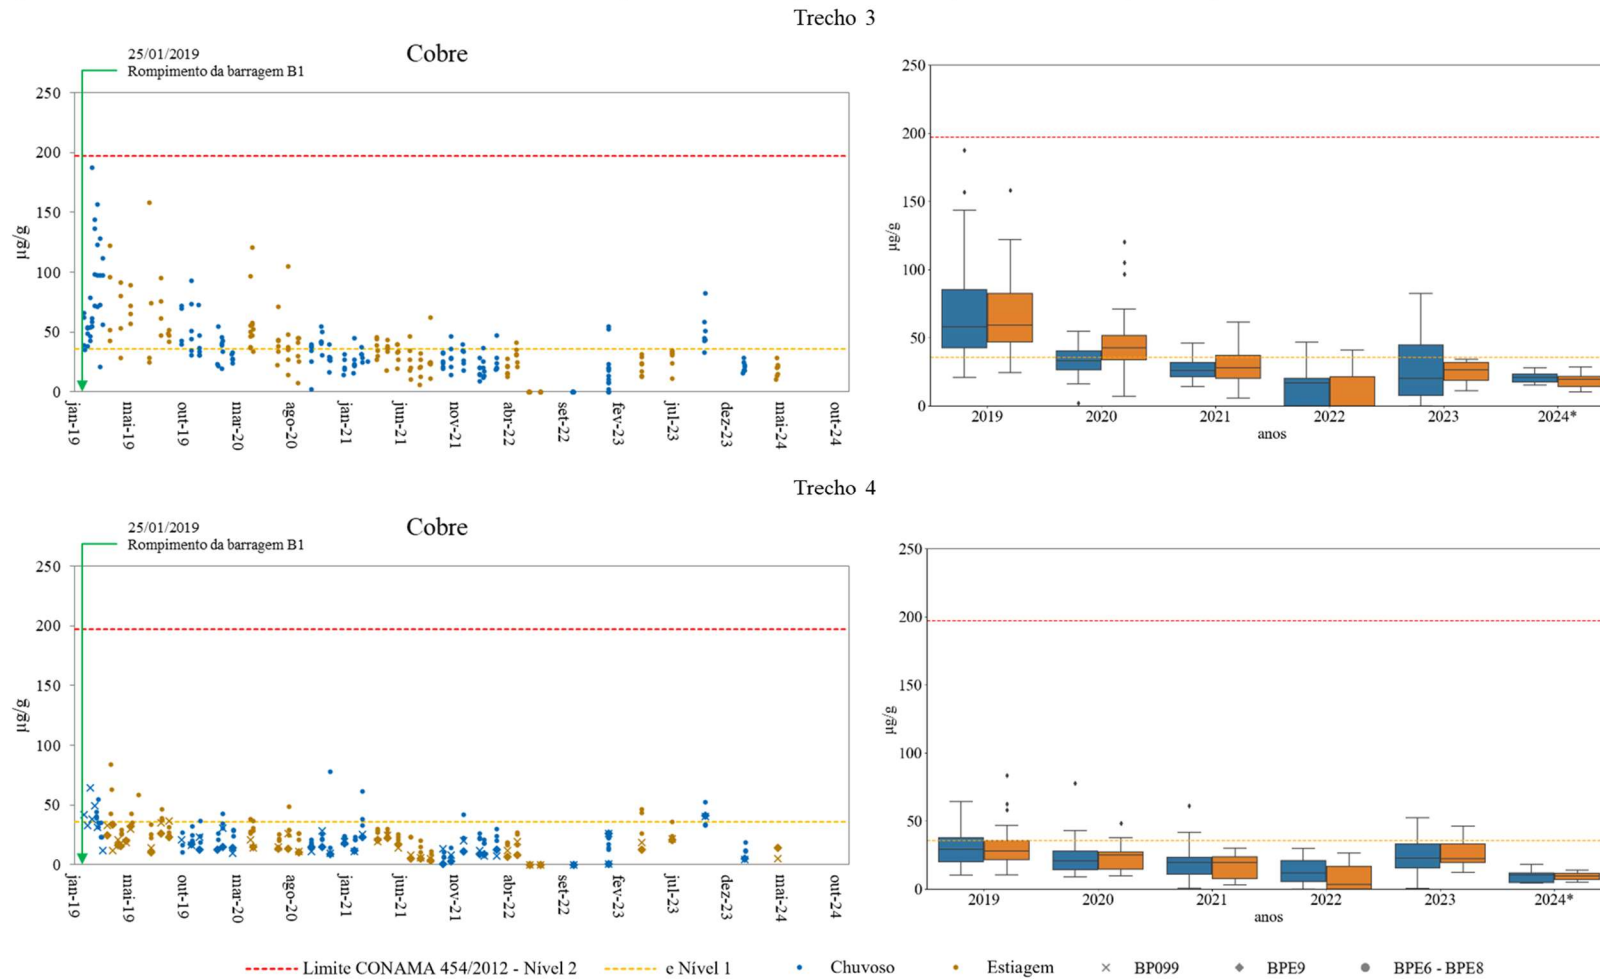 Trecho 3
25/01/2019
Rompimento da barragem B1
Cobre
250
200
150
100
50
0
µg/g
jan-19
mai-19
out-19
mar-20
ago-20
jan-21
jun-21
nov-21
abr-22
set-22
fev-23
jul-23
dez-23
mai-24
out-24
250
200
150
100
50
0
µg/g
2019
2020
2021
2022
2023
2024*
anos
Trecho 4
25/01/2019
Rompimento da barragem B1
Cobre
250
200
150
100
50
0
µg/g
jan-19
mai-19
out-19
mar-20
ago-20
jan-21
jun-21
nov-21
abr-22
set-22
fev-23
jul-23
dez-23
mai-24
out-24
250
200
150
100
50
0
µg/g
2019
2020
2021
2022
2023
2024*
anos
Limite CONAMA 454/2012 - Nível 2
e Nível 1
Chuvoso
Estiagem
BP099
BPE9
BPE6 - BPE8